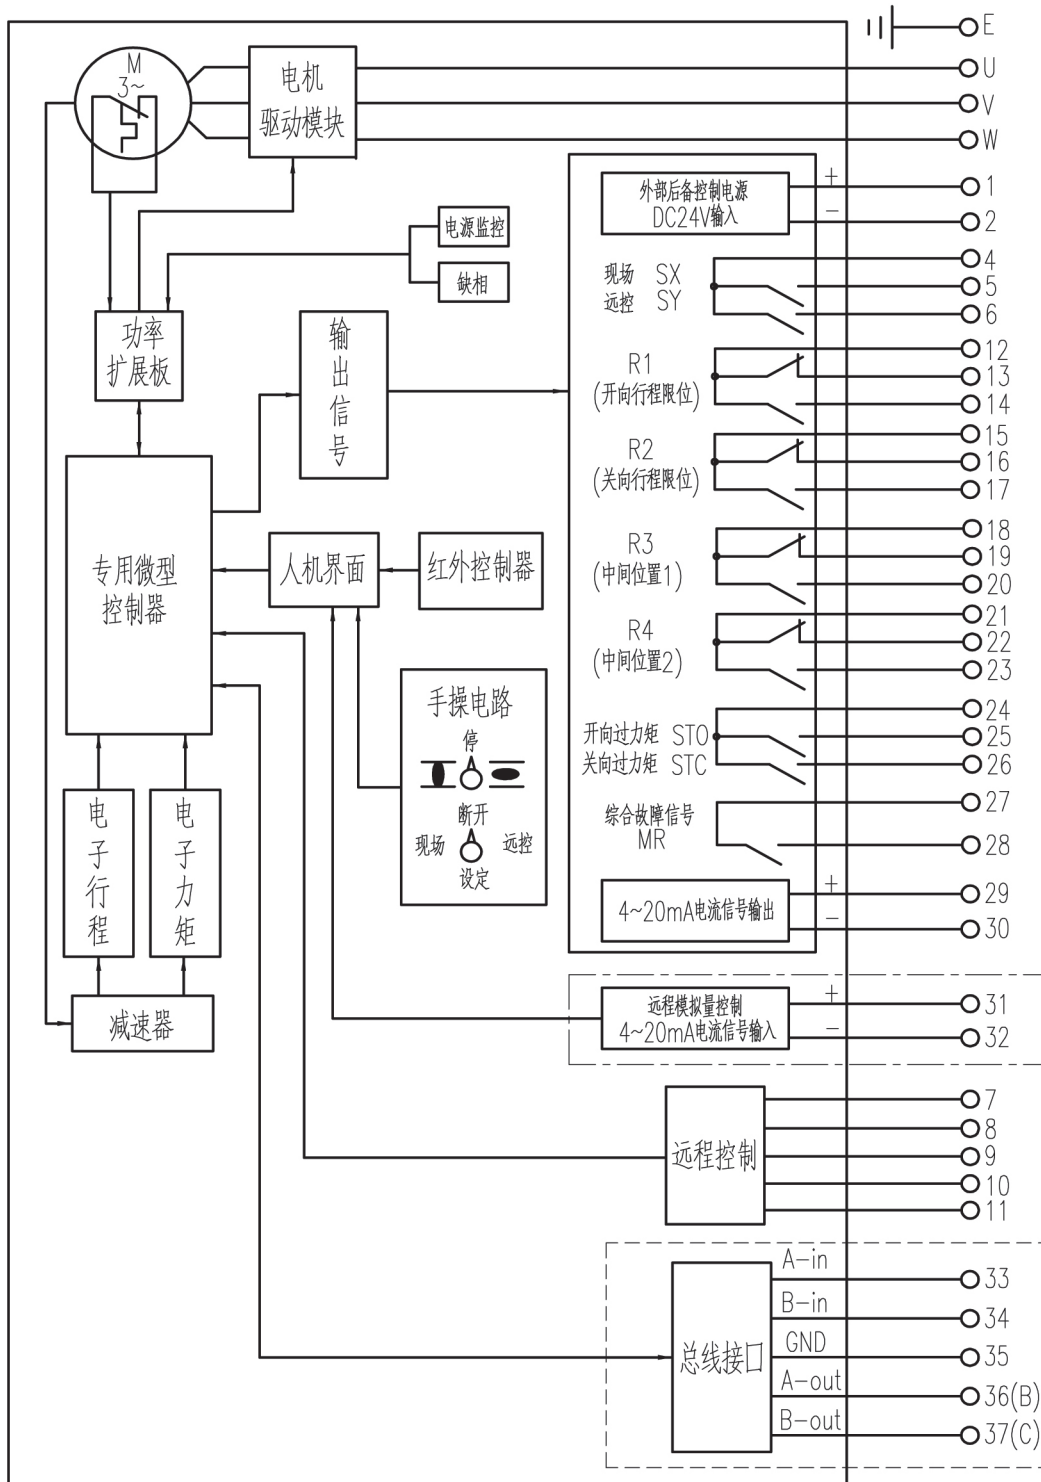 E
M
3~
电机
驱动模块
U
V
W
外部后备控制电源
DC24V输入
+
−
1
2
电源监控
缺相
现场 SX
远控 SY
4
5
6
功率
扩展板
输出信号
R1
(开向行程限位)
12
13
14
R2
(关向行程限位)
15
16
17
专用微型
控制器
人机界面
红外控制器
R3
(中间位置1)
18
19
20
R4
(中间位置2)
21
22
23
手操电路
停
断开
现场
远控
设定
开向过力矩 STO
关向过力矩 STC
24
25
26
综合故障信号
MR
27
28
电子行程
电子力矩
4~20mA电流信号输出
+
−
29
30
减速器
远程模拟量控制
4~20mA电流信号输入
+
−
31
32
远程控制
7
8
9
10
11
总线接口
A−in
33
B−in
34
GND
35
A−out
36(B)
B−out
37(C)